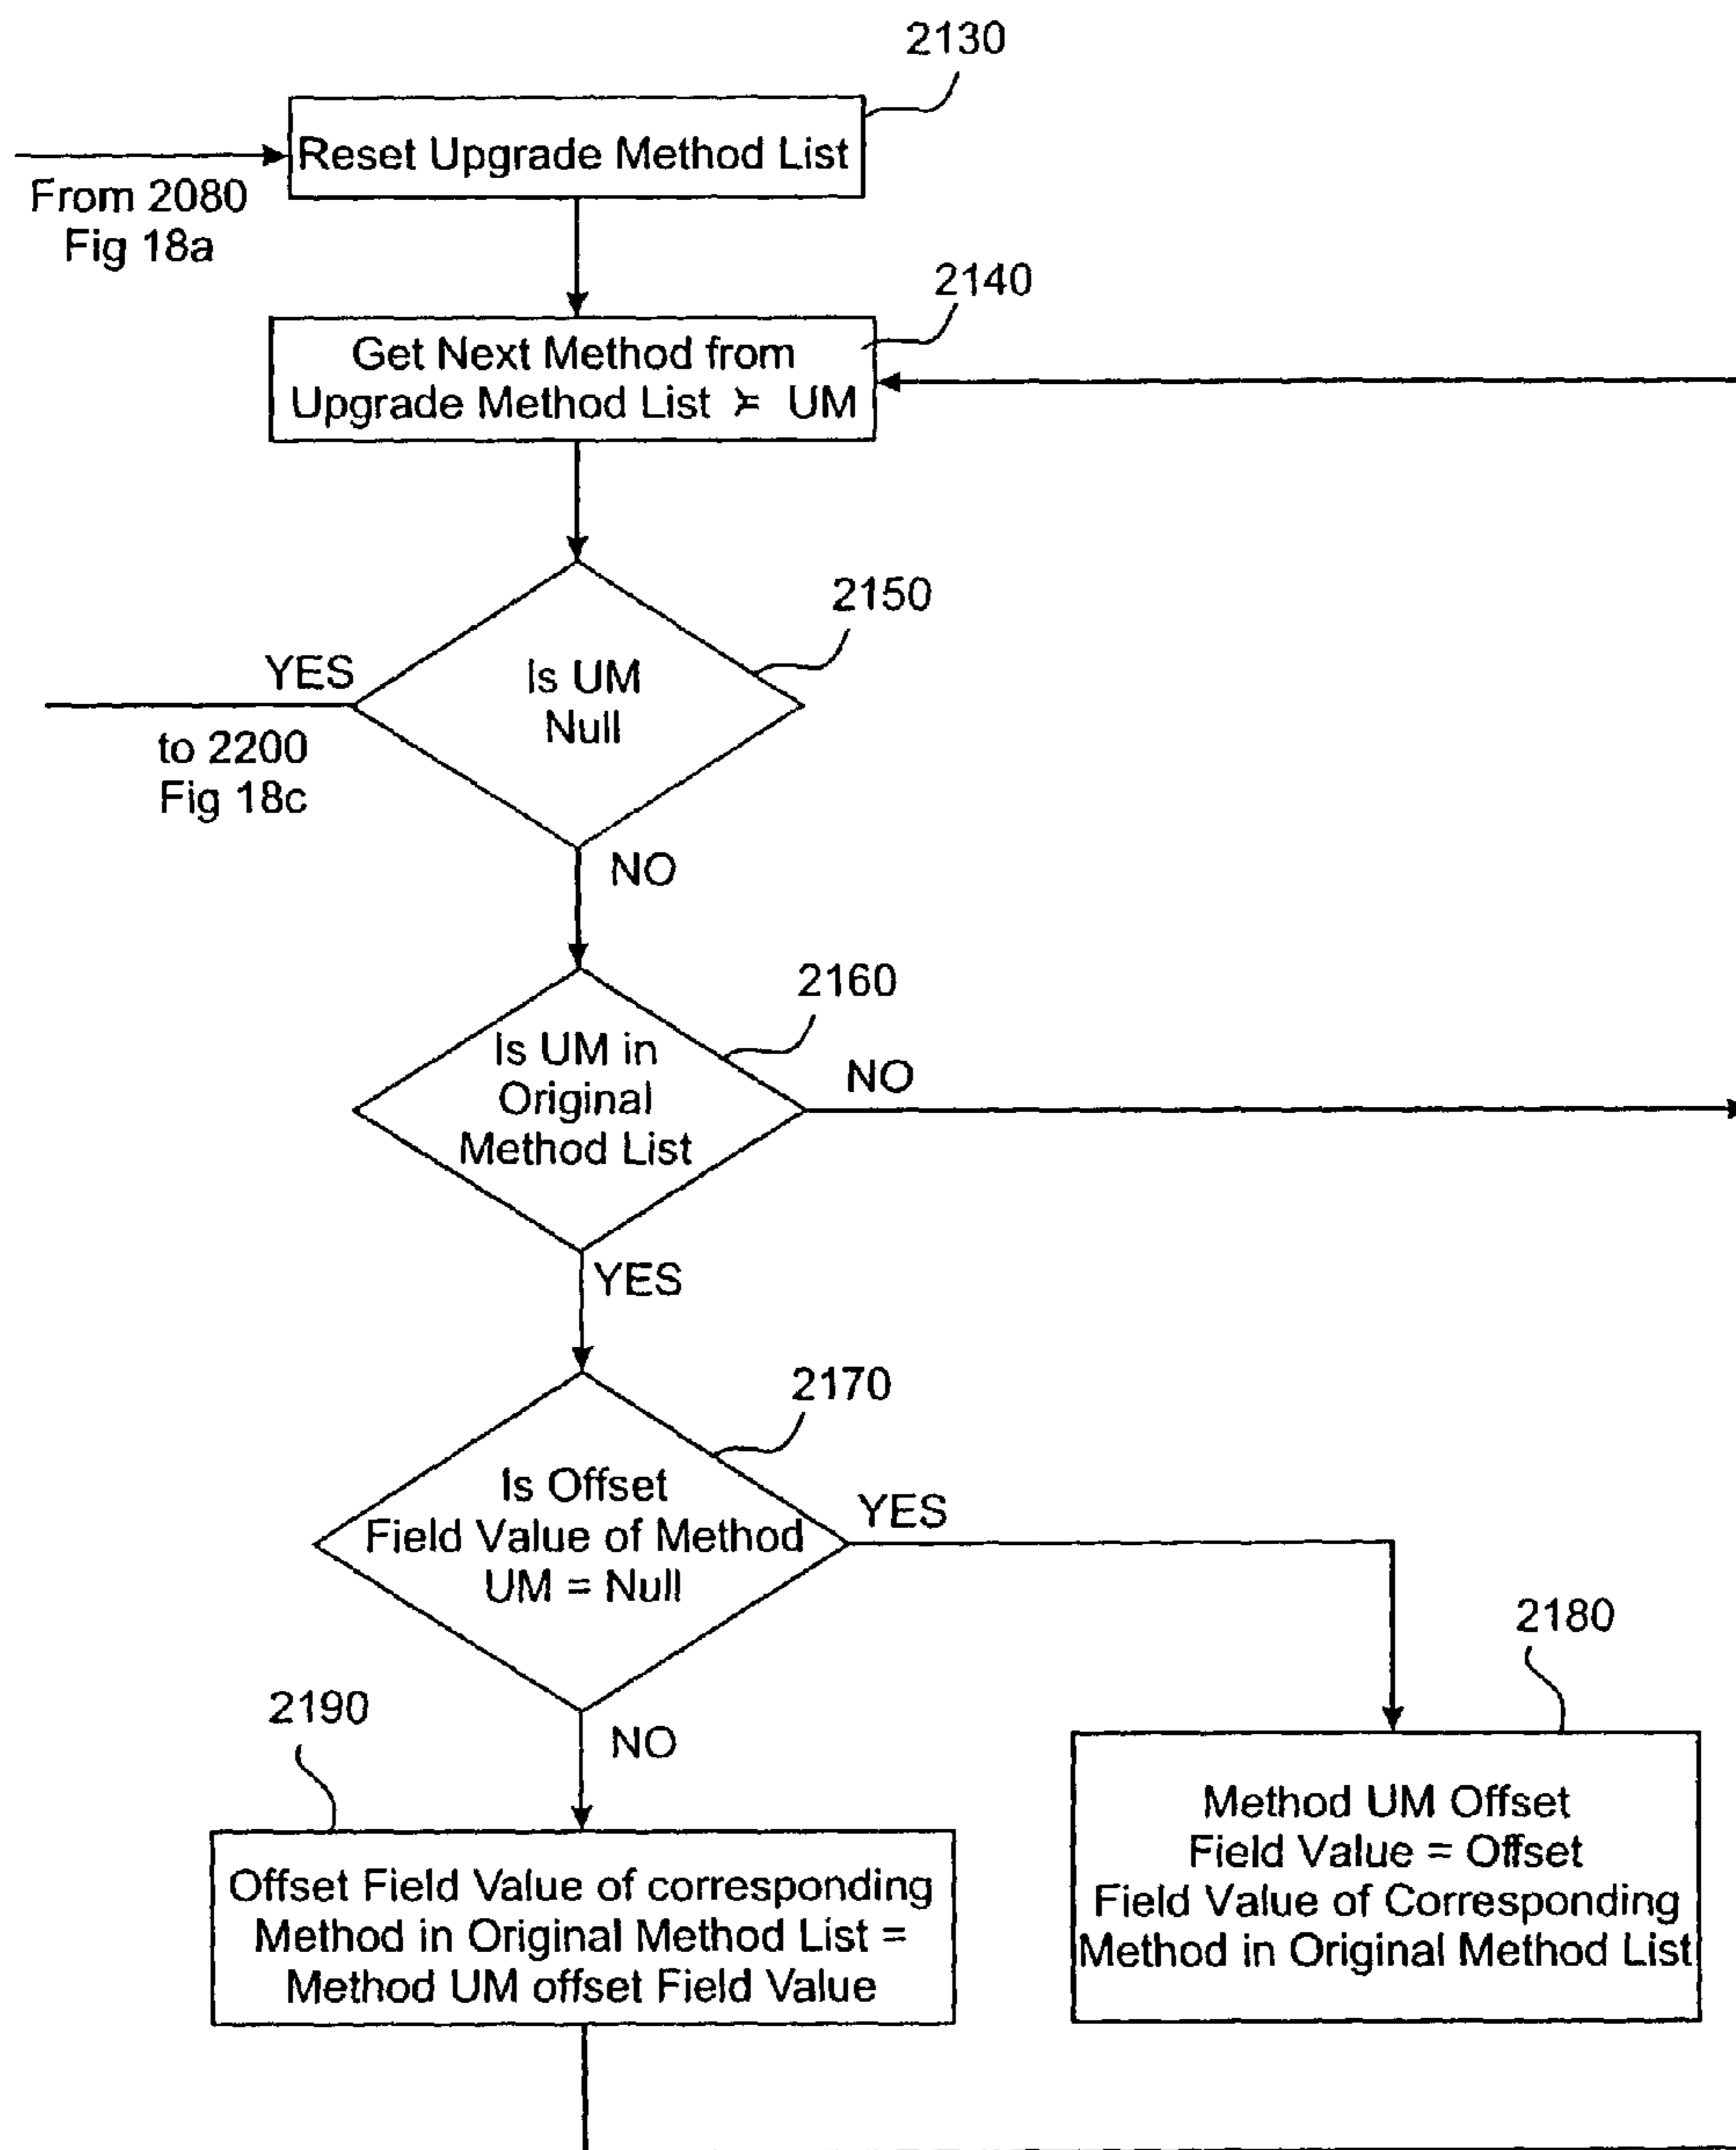 2130
Reset Upgrade Method List
From 2080
Fig 18a
2140
Get Next Method from
Upgrade Method List ≻= UM
2150
YES
Is UM
Null
to 2200
Fig 18c
NO
2160
Is UM in
Original
Method List
NO
YES
2170
Is Offset
Field Value of Method
UM = Null
YES
2180
2190
NO
Method UM Offset
Field Value = Offset
Field Value of Corresponding
Method in Original Method List
Offset Field Value of corresponding
Method in Original Method List =
Method UM offset Field Value